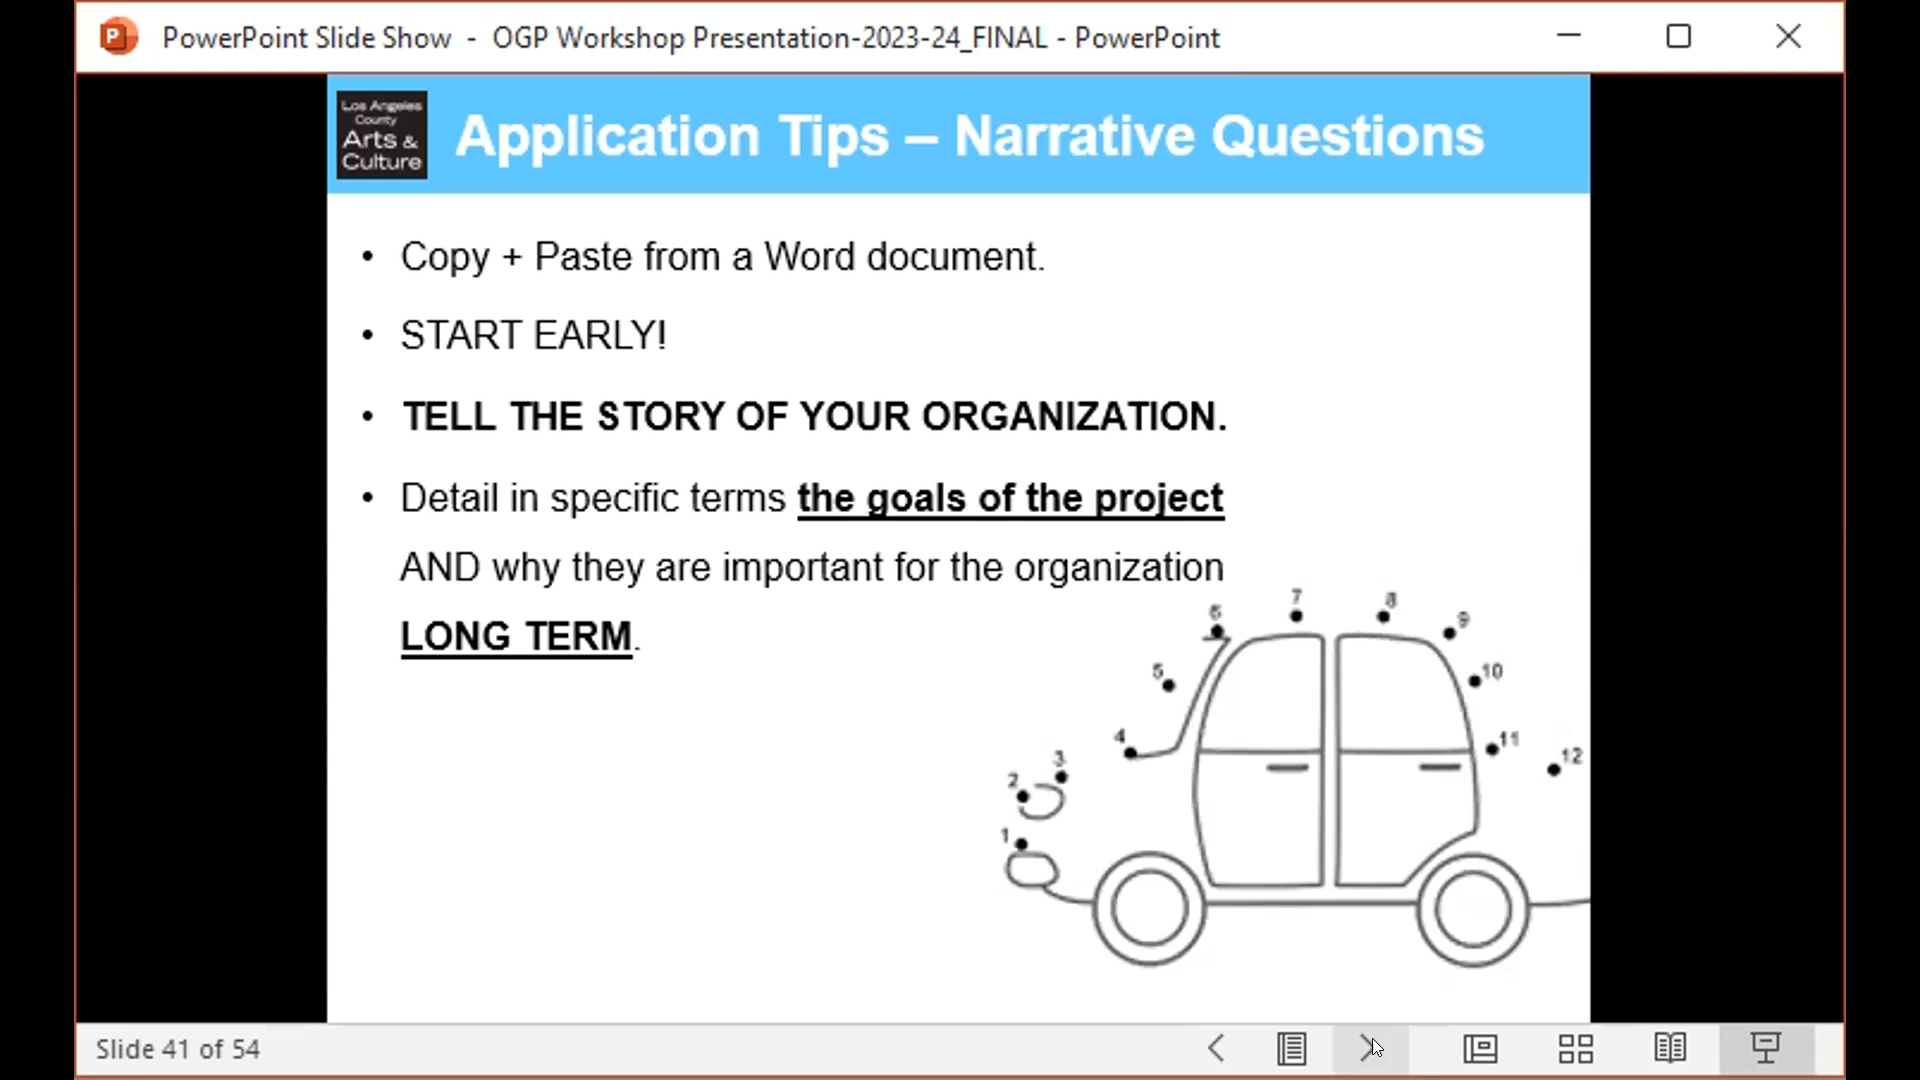 PowerPoint Slide Show - OGP Workshop Presentation-2023-24_FINAL - PowerPoint
Los Angeles
County
Arts &
Culture
Application Tips – Narrative Questions
• Copy + Paste from a Word document.
• START EARLY!
• TELL THE STORY OF YOUR ORGANIZATION.
• Detail in specific terms the goals of the project
AND why they are important for the organization
LONG TERM.
1
2
3
4
5
6
7
8
9
10
11
12
Slide 41 of 54